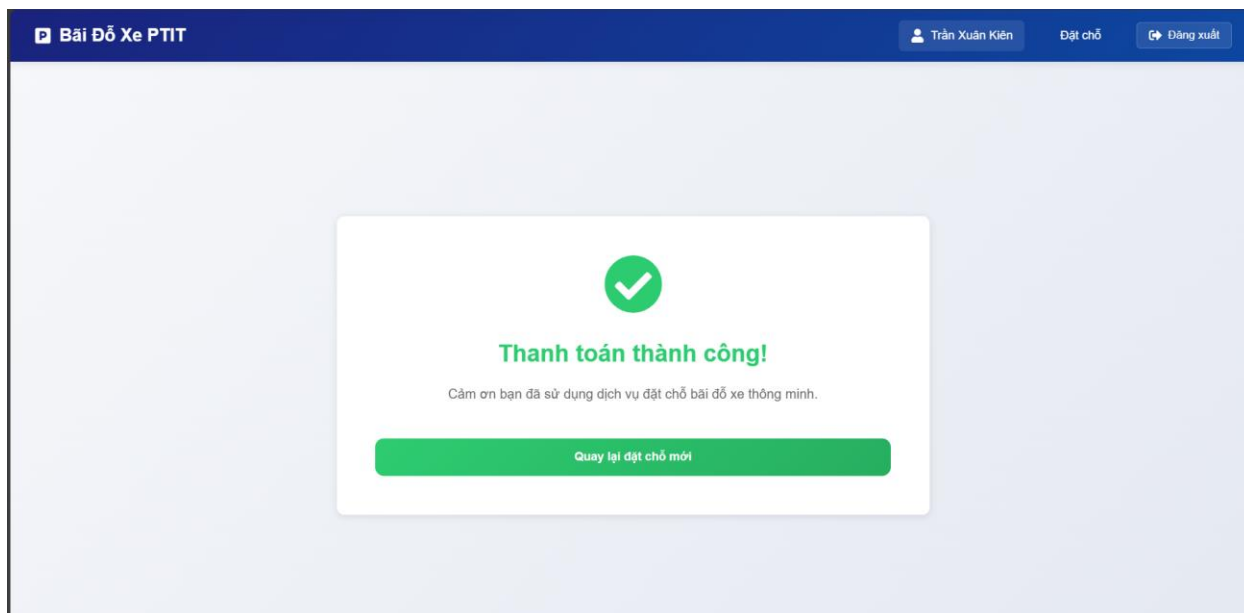 P Bãi Đỗ Xe PTIT
Trần Xuân Kiên
Đặt chỗ
Đăng xuất
Thanh toán thành công!
Cảm ơn bạn đã sử dụng dịch vụ đặt chỗ bãi đỗ xe thông minh.
Quay lại đặt chỗ mới